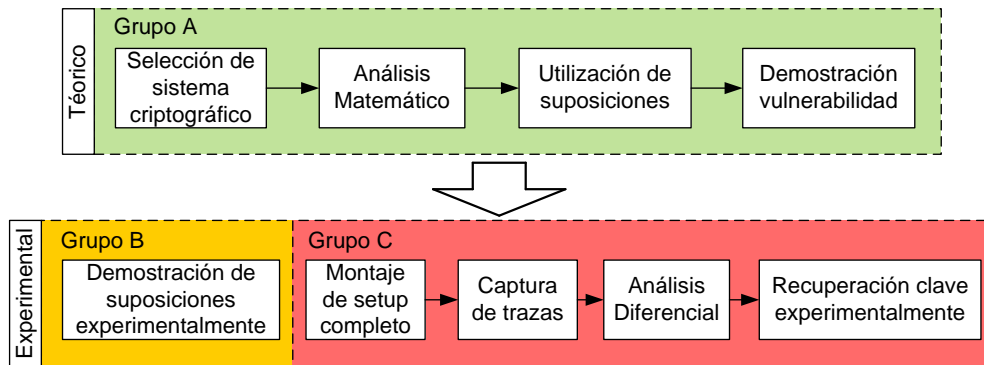 Téorico
Grupo A
Selección de
sistema
criptográfico
Análisis
Matemático
Utilización de
suposiciones
Demostración
vulnerabilidad
Experimental
Grupo B
Demostración de
suposiciones
experimentalmente
Grupo C
Montaje
de setup
completo
Captura
de trazas
Análisis
Diferencial
Recuperación clave
experimentalmente